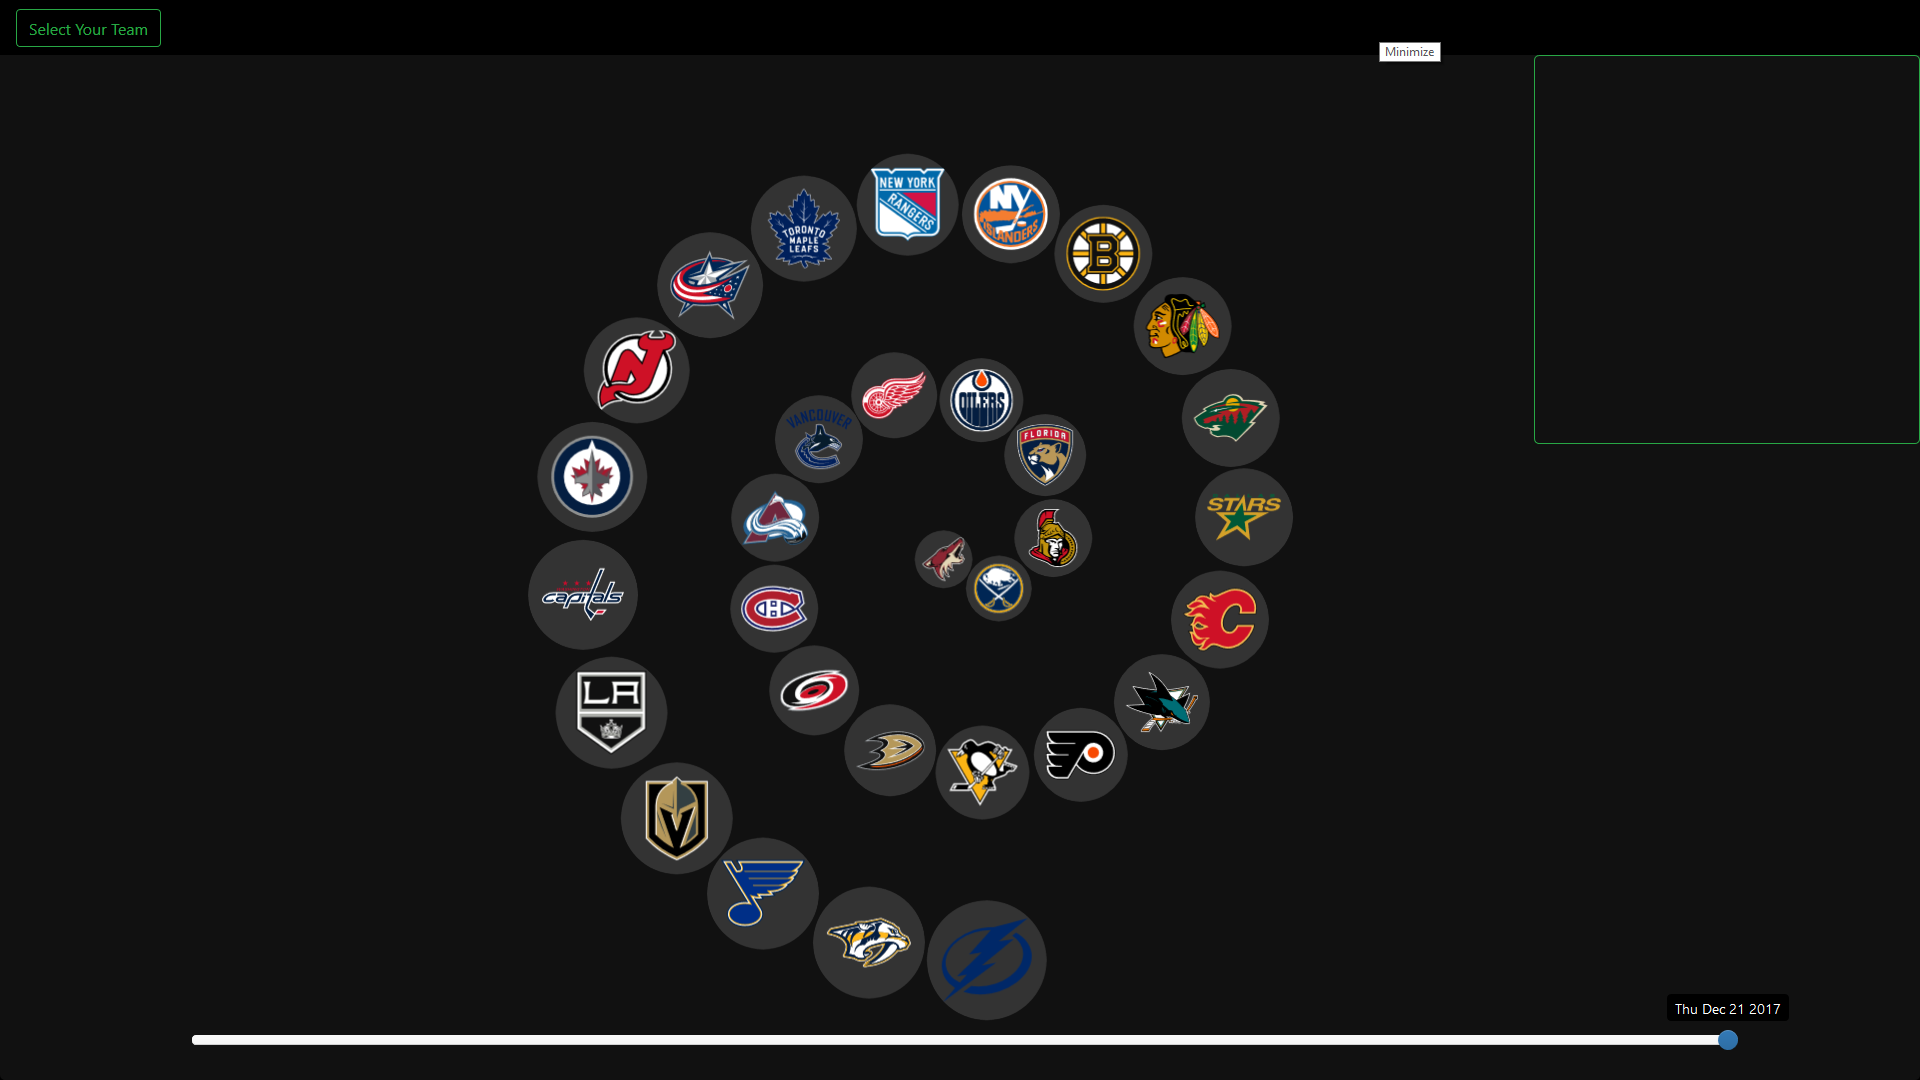 Select Your Team
Minimize
NEW YORK
RANGERS
NY
ISLANDERS
TORONTO
MAPLE
LEAFS
B
OILERS
VANCOUVER
FLORIDA
STARS
capitals
LA
Thu Dec 21 2017